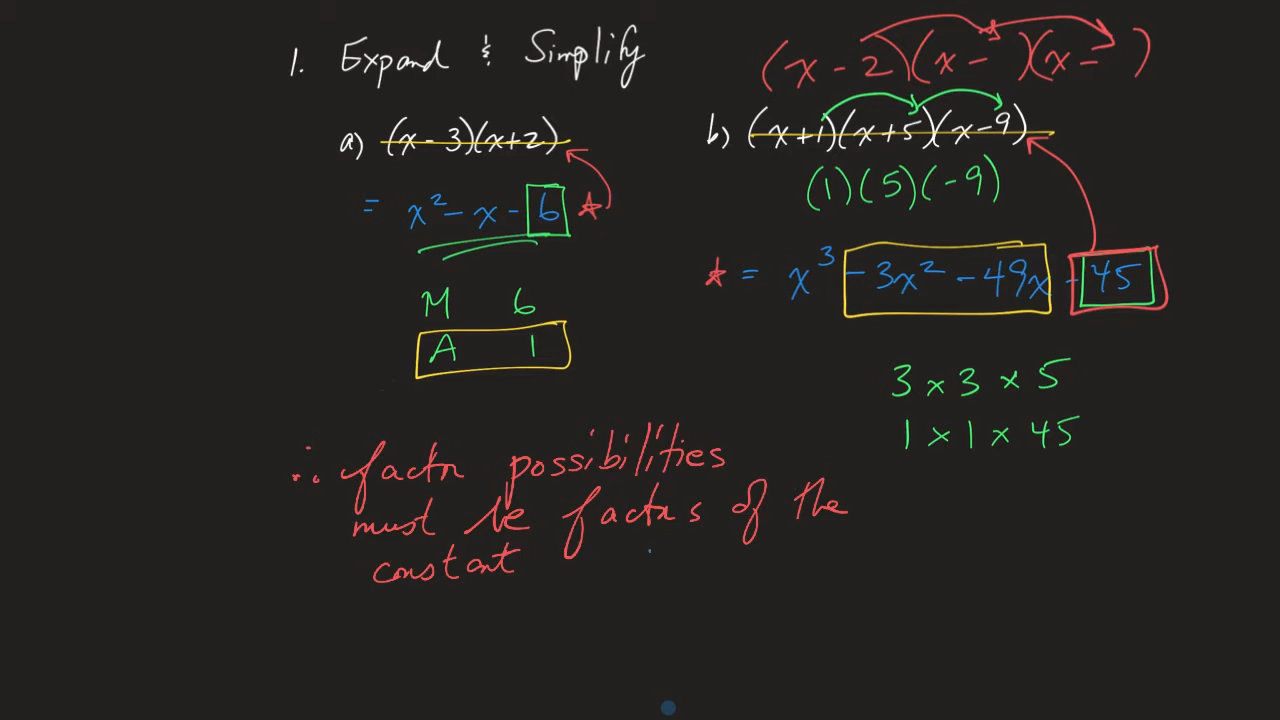 1. Expand & Simplify
(x - 2)(x -  )(x -  )
a) (x - 3)(x+2)
b) (x+1)(x+5)(x-9)
= x² - x - 6
(1)(5)(-9)
= x³ - 3x² - 49x - 45
M 6
A 1
3 x 3 x 5
1 x 1 x 45
∴ factor possibilities
must be factors of the
constant